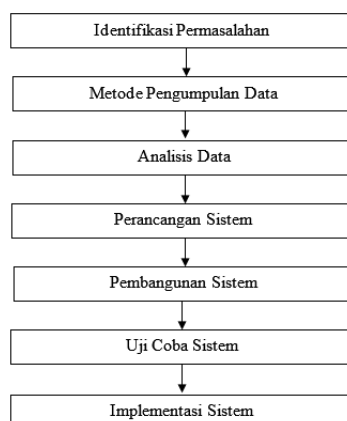 Identifikasi Permasalahan
Metode Pengumpulan Data
Analisis Data
Perancangan Sistem
Pembangunan Sistem
Uji Coba Sistem
Implementasi Sistem